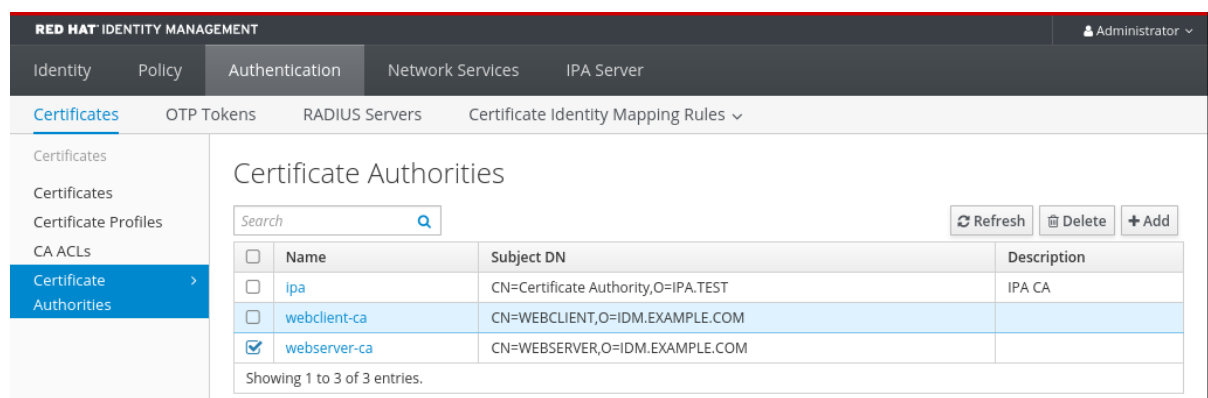 RED HAT IDENTITY MANAGEMENT Administrator
Identity Policy Authentication Network Services IPA Server
Certificates OTP Tokens RADIUS Servers Certificate Identity Mapping Rules
Certificates
Certificates
Certificate Profiles
CA ACLs
Certificate
Authorities
Certificate Authorities
Search Refresh Delete + Add
Name Subject DN Description
ipa CN=Certificate Authority,O=IPA.TEST IPA CA
webclient-ca CN=WEBCLIENT,O=IDM.EXAMPLE.COM
webserver-ca CN=WEBSERVER,O=IDM.EXAMPLE.COM
Showing 1 to 3 of 3 entries.